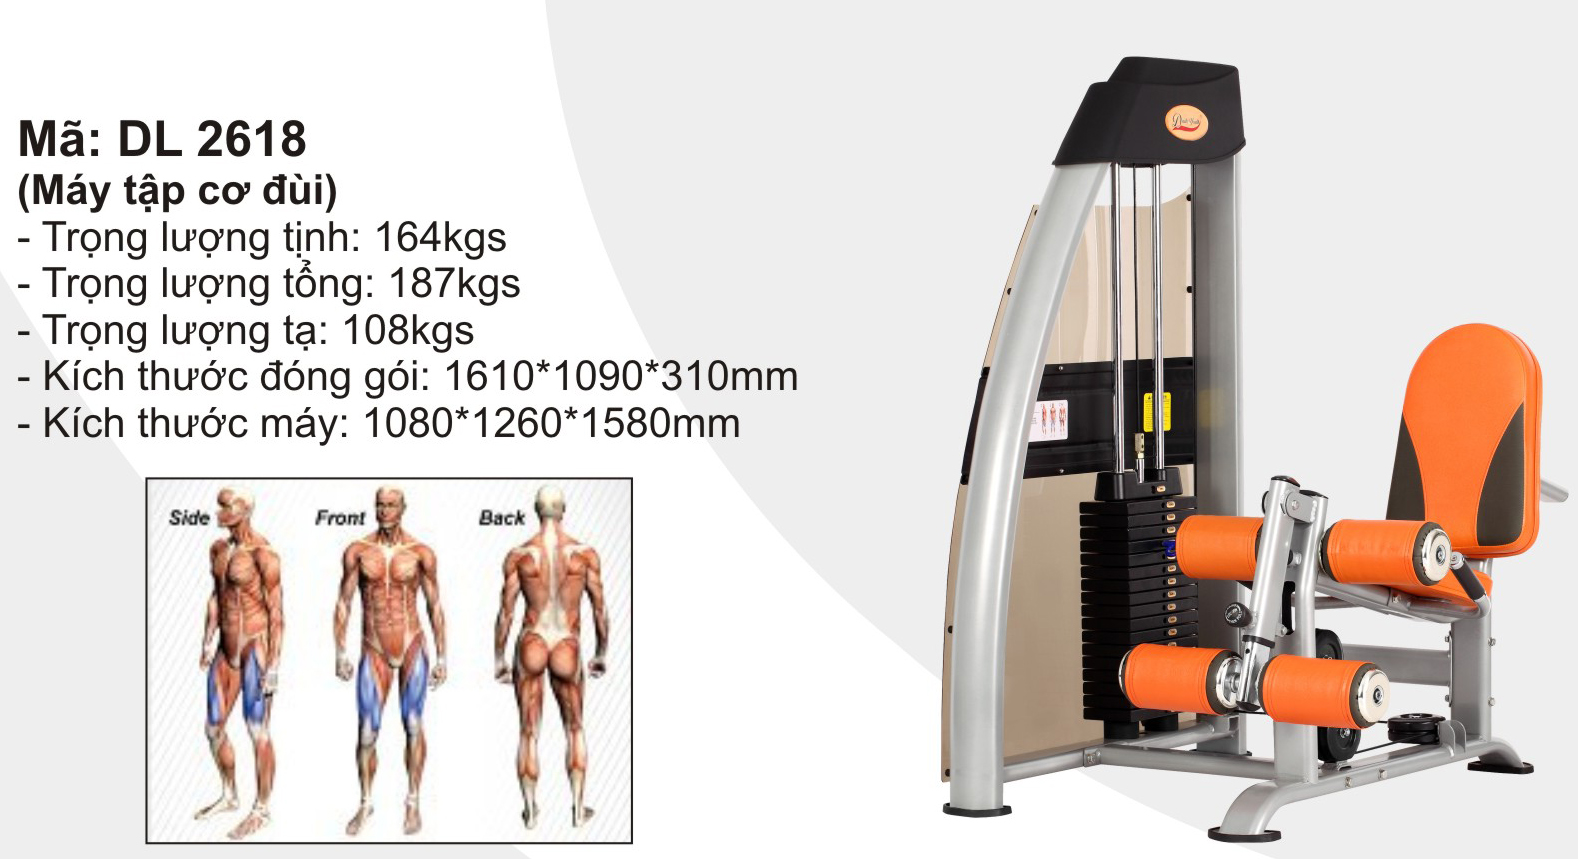 Mã: DL 2618
(Máy tập cơ đùi)
- Trọng lượng tịnh: 164kgs
- Trọng lượng tổng: 187kgs
- Trọng lượng tạ: 108kgs
- Kích thước đóng gói: 1610*1090*310mm
- Kích thước máy: 1080*1260*1580mm
Side Front Back